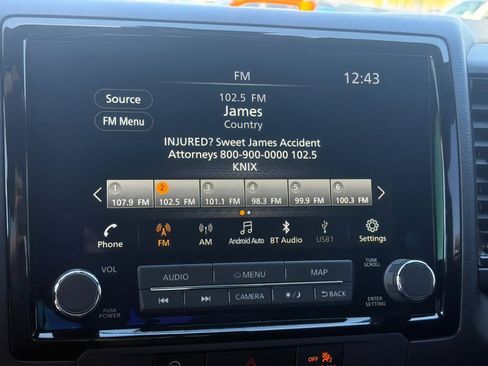 FM
12:43
Source
102.5 FM
James
FM Menu
Country
INJURED? Sweet James Accident
Attorneys 800-900-0000 102.5
KNIX
1 2 3 4 5 6
107.9 FM 102.5 FM 101.1 FM 98.3 FM 99.9 FM 100.3 FM
Phone FM AM Android Auto BT Audio USB1 Settings
VOL
AUDIO MENU MAP
TUNE
SCROLL
CAMERA BACK
PUSH
POWER
ENTER
SETTING
OFF